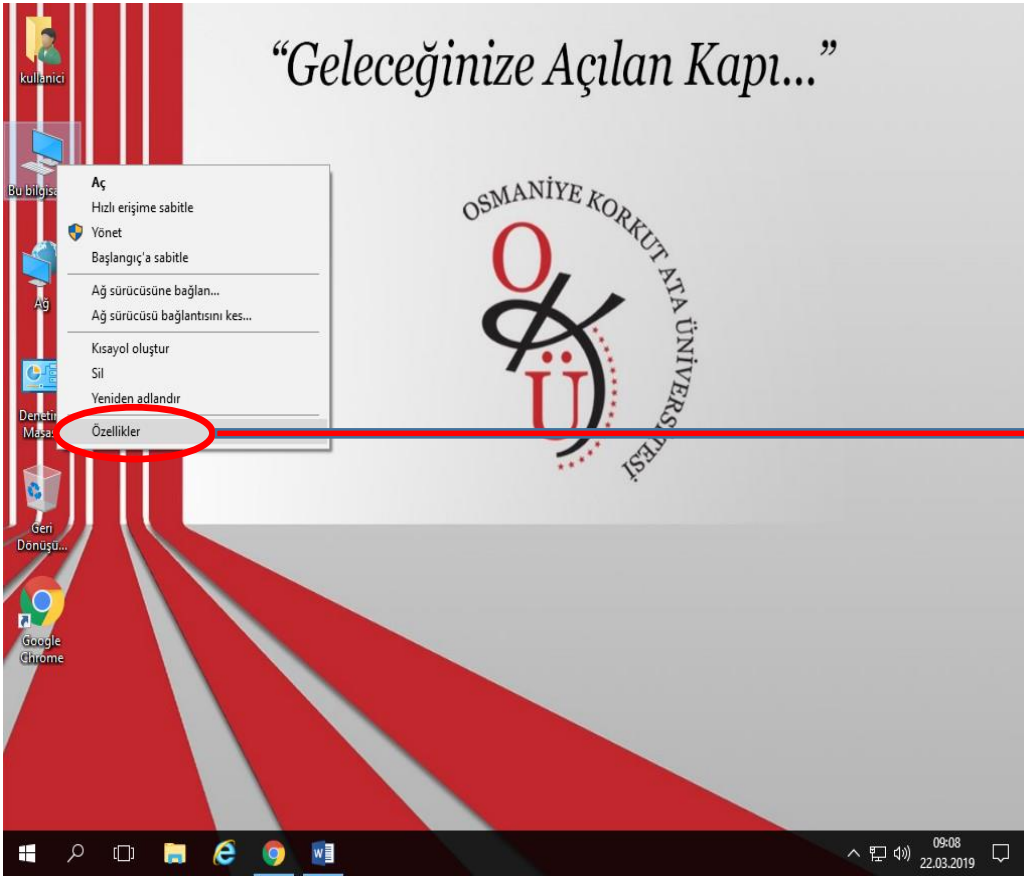 “Geleceğinize Açılan Kapı...”
kullanici
Bu bilgisa
Aç
Hızlı erişime sabitle
Yönet
Başlangıç'a sabitle
Ağ sürücüsüne bağlan...
Ağ sürücüsü bağlantısını kes...
Kısayol oluştur
Sil
Yeniden adlandır
Özellikler
Ağ
Denetim
Masa
Geri
Dönüşü...
Google
Chrome
OSMANİYE KORKUT ATA ÜNİVERSİTESİ
OKÜ
09:08
22.03.2019